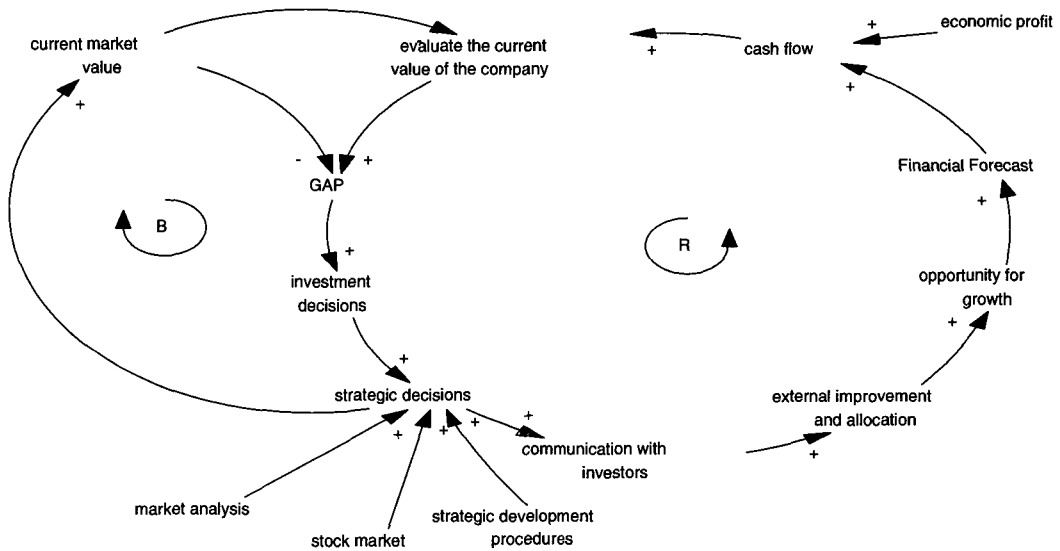 economic profit
+
current market
value
evaluate the current
value of the company
+
cash flow
+
+
-
+
GAP
Financial Forecast
+
B
R
+
investment
decisions
opportunity for
growth
+
+
strategic decisions
external improvement
and allocation
+
+
+
+
communication with
investors
+
market analysis
stock market
strategic development
procedures